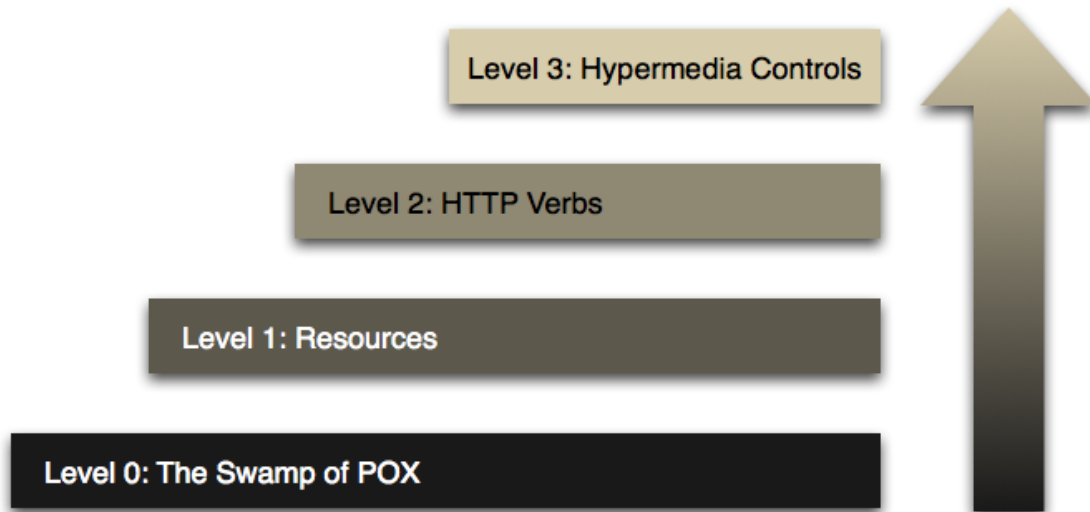 Level 3: Hypermedia Controls
Level 2: HTTP Verbs
Level 1: Resources
Level 0: The Swamp of POX